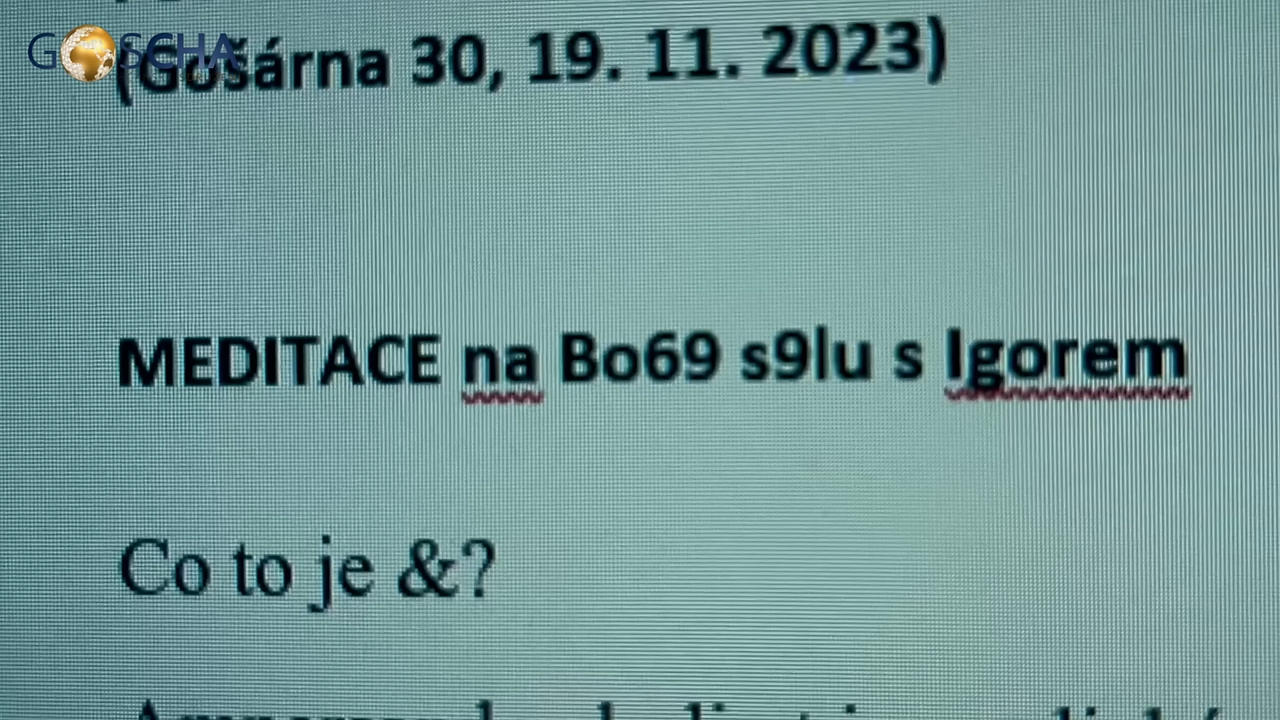 GOSCHA
(Gošárna 30, 19. 11. 2023)
MEDITACE na Bo69 s9lu s Igorem
Co to je &?